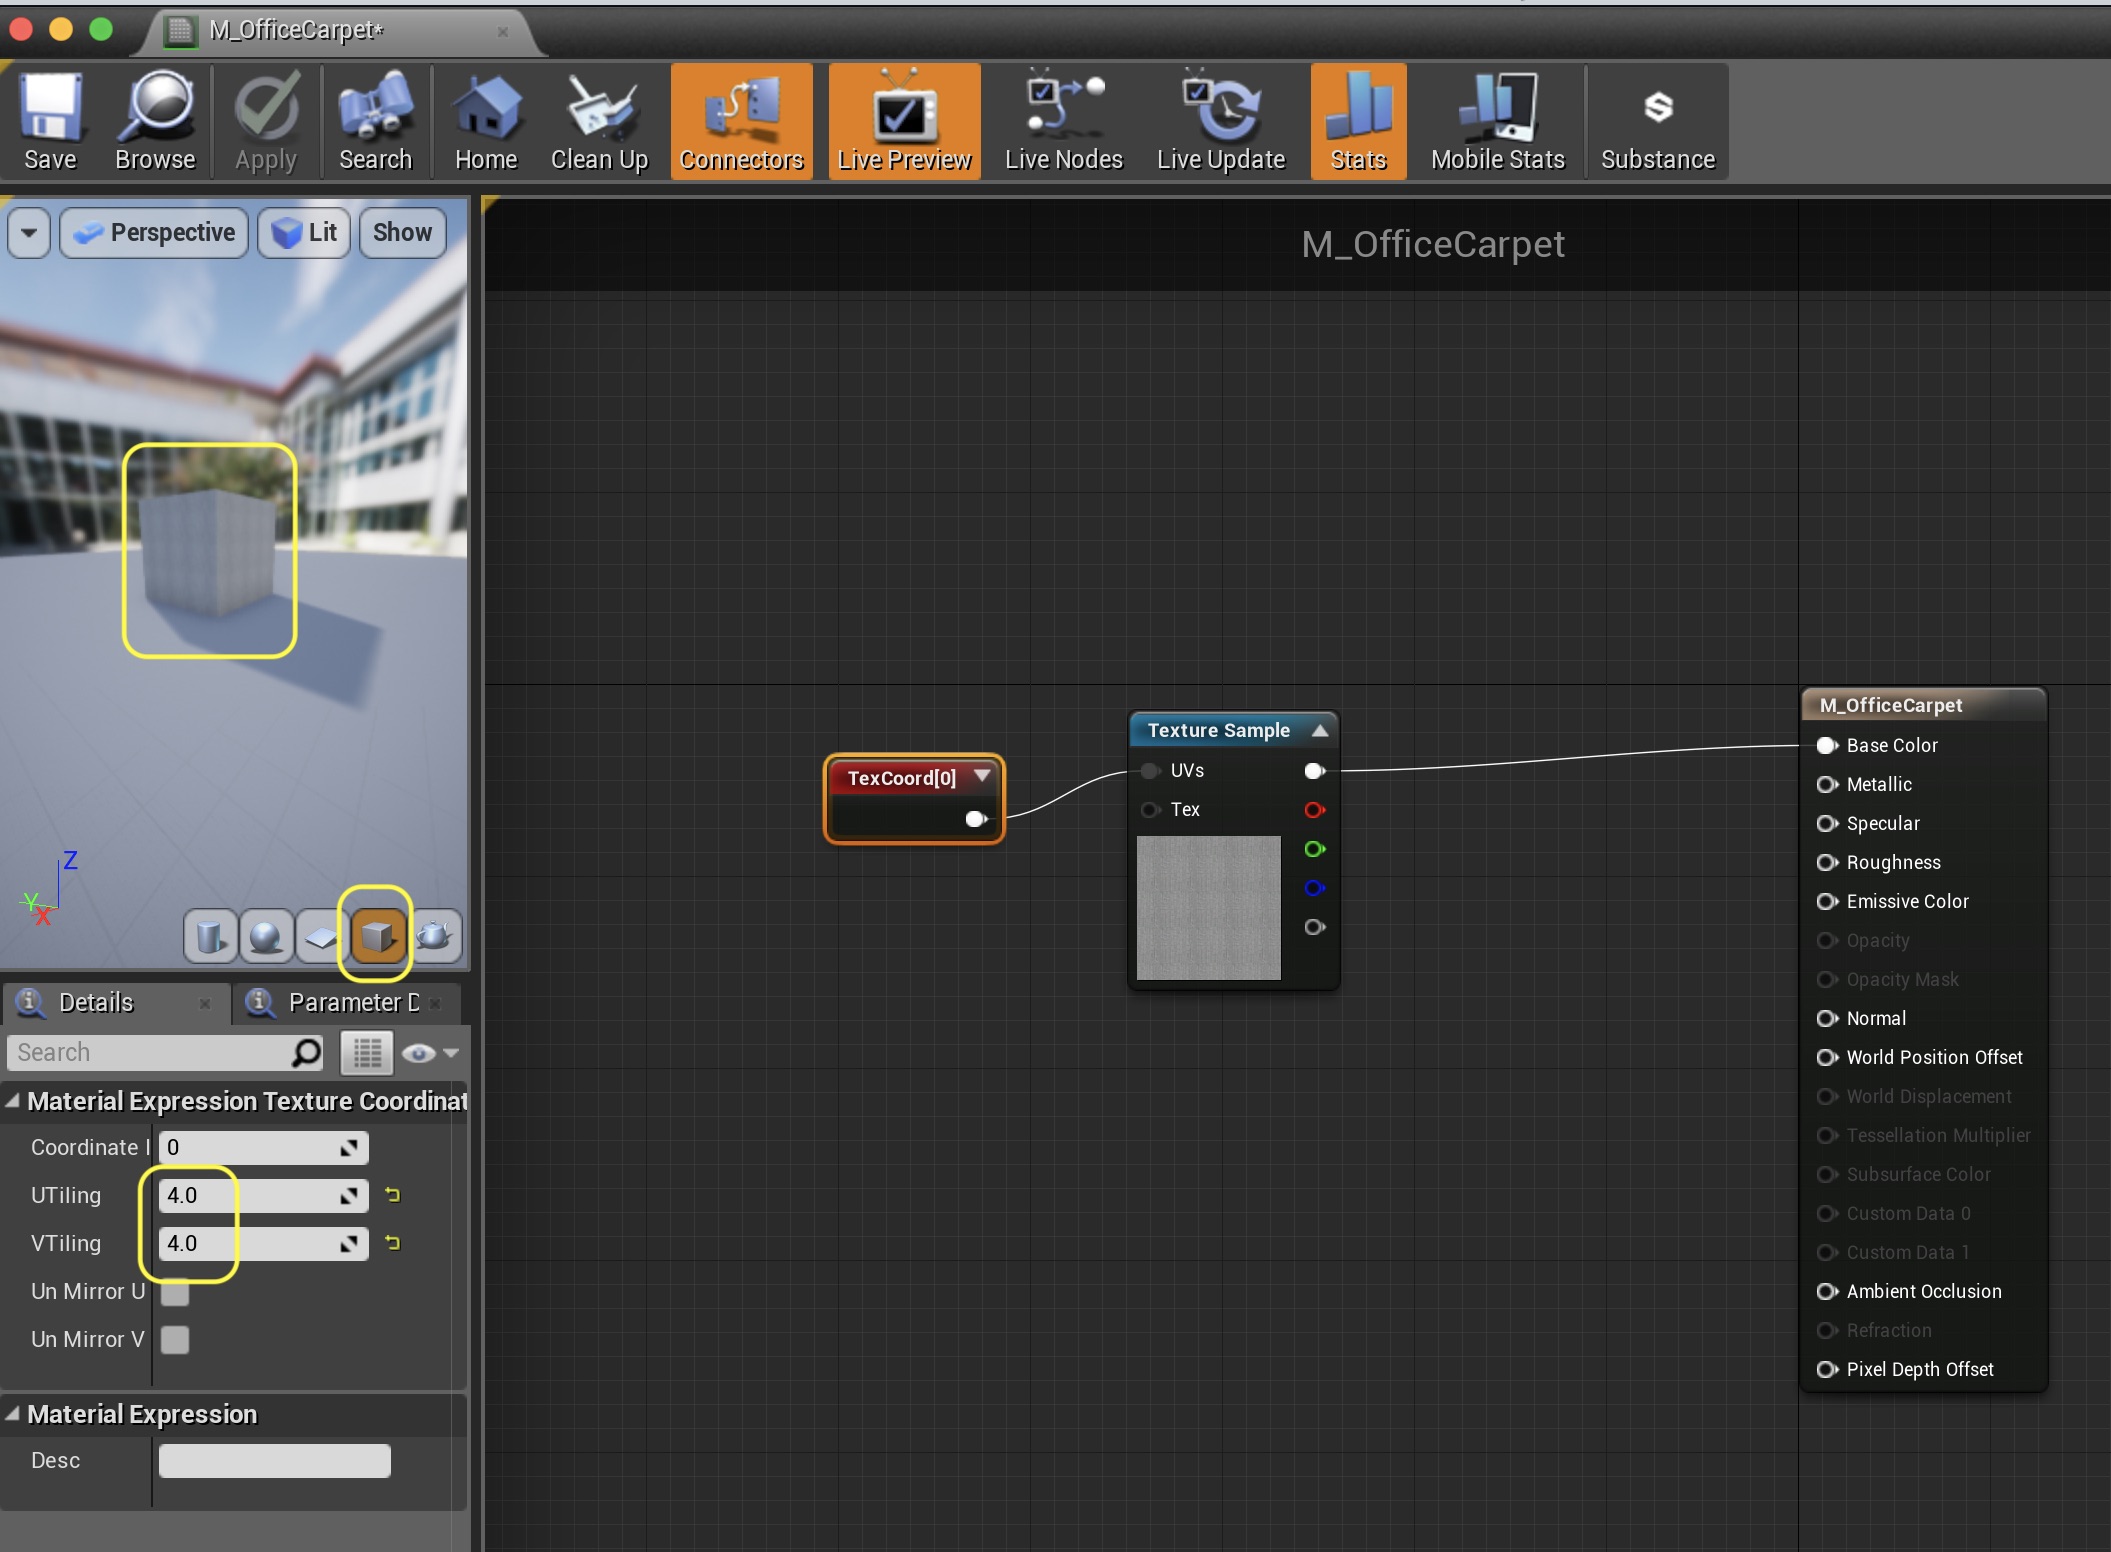 M_OfficeCarpet*
Save
Browse
Apply
Search
Home
Clean Up
Connectors
Live Preview
Live Nodes
Live Update
Stats
Mobile Stats
Substance
Perspective
Lit
Show
M_OfficeCarpet
Z
Y
X
TexCoord[0]
Texture Sample
UVs
Tex
M_OfficeCarpet
Base Color
Metallic
Specular
Roughness
Emissive Color
Opacity
Opacity Mask
Normal
World Position Offset
World Displacement
Tessellation Multiplier
Subsurface Color
Custom Data 0
Custom Data 1
Ambient Occlusion
Refraction
Pixel Depth Offset
Details
Parameter D
Search
Material Expression Texture Coordinat
Coordinate I 0
UTiling 4.0
VTiling 4.0
Un Mirror U
Un Mirror V
Material Expression
Desc